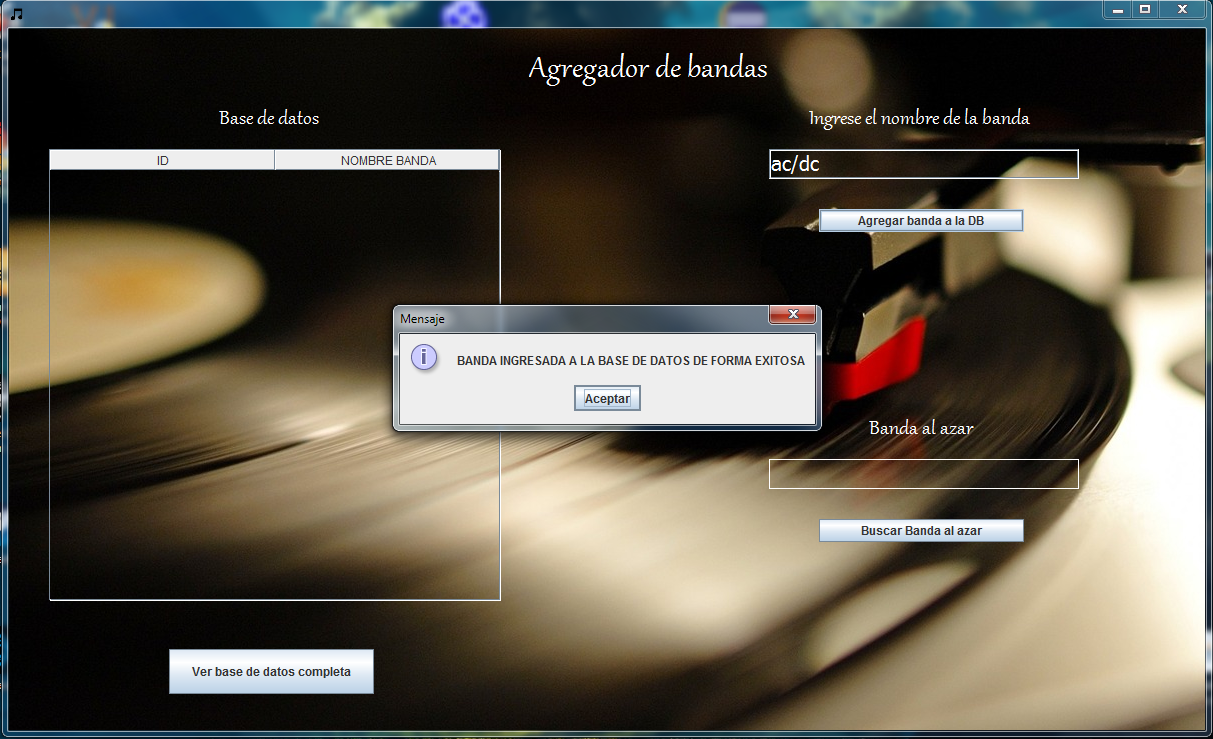 Agregador de bandas
Base de datos
Ingrese el nombre de la banda
ID NOMBRE BANDA
ac/dc
Agregar banda a la DB
Mensaje
BANDA INGRESADA A LA BASE DE DATOS DE FORMA EXITOSA
Aceptar
Banda al azar
Buscar Banda al azar
Ver base de datos completa